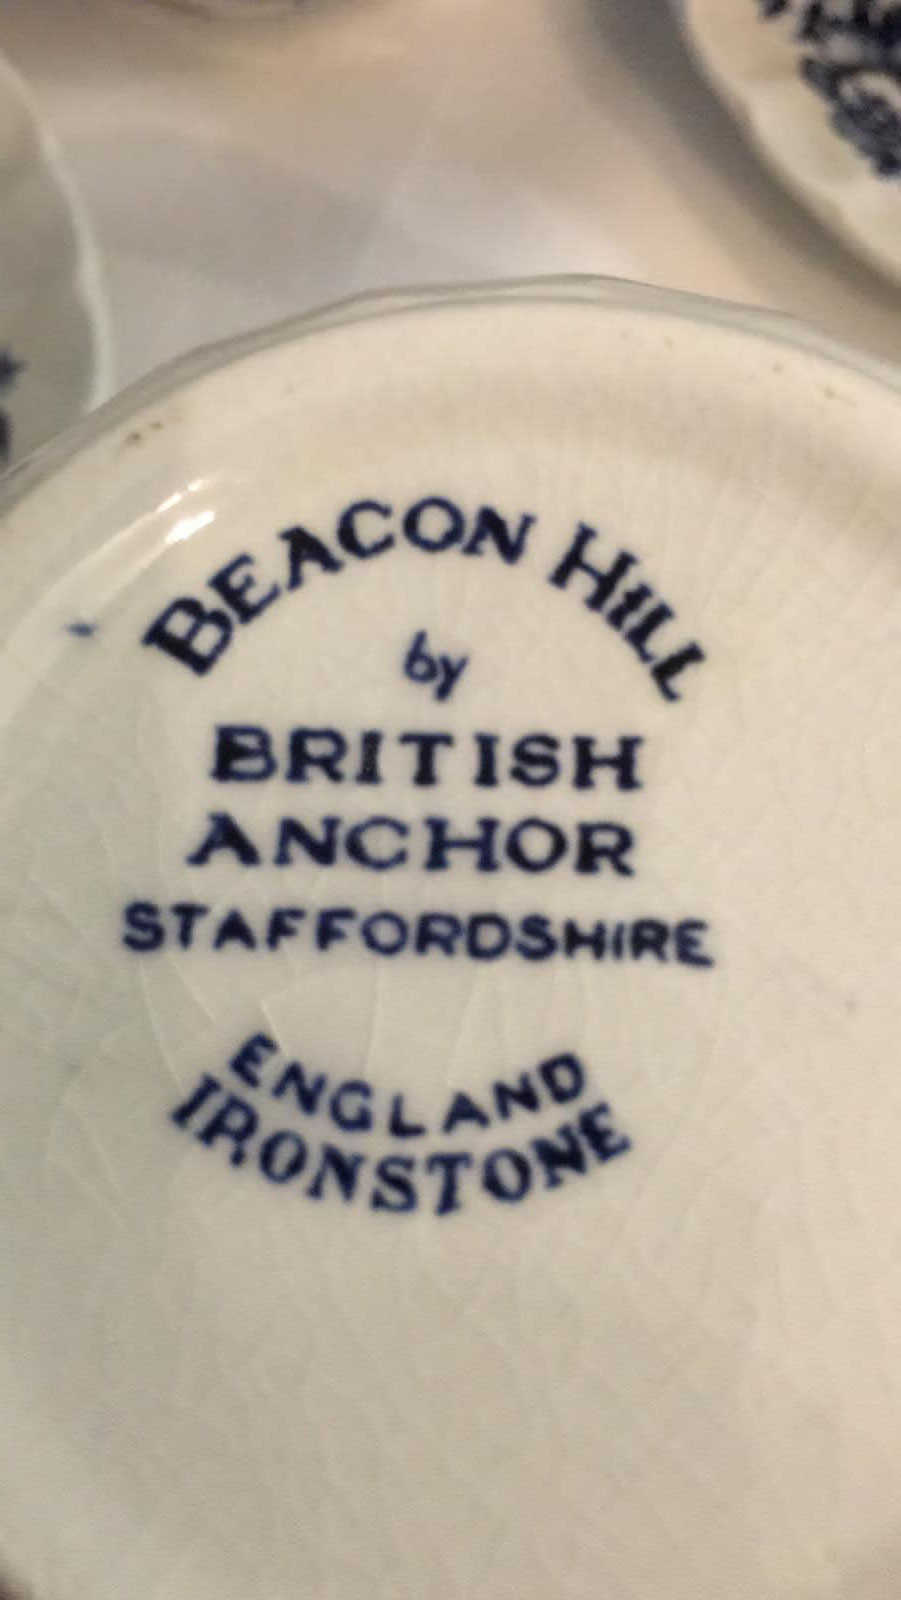 BEACON HILL
by
BRITISH
ANCHOR
STAFFORDSHIRE
ENGLAND
IRONSTONE